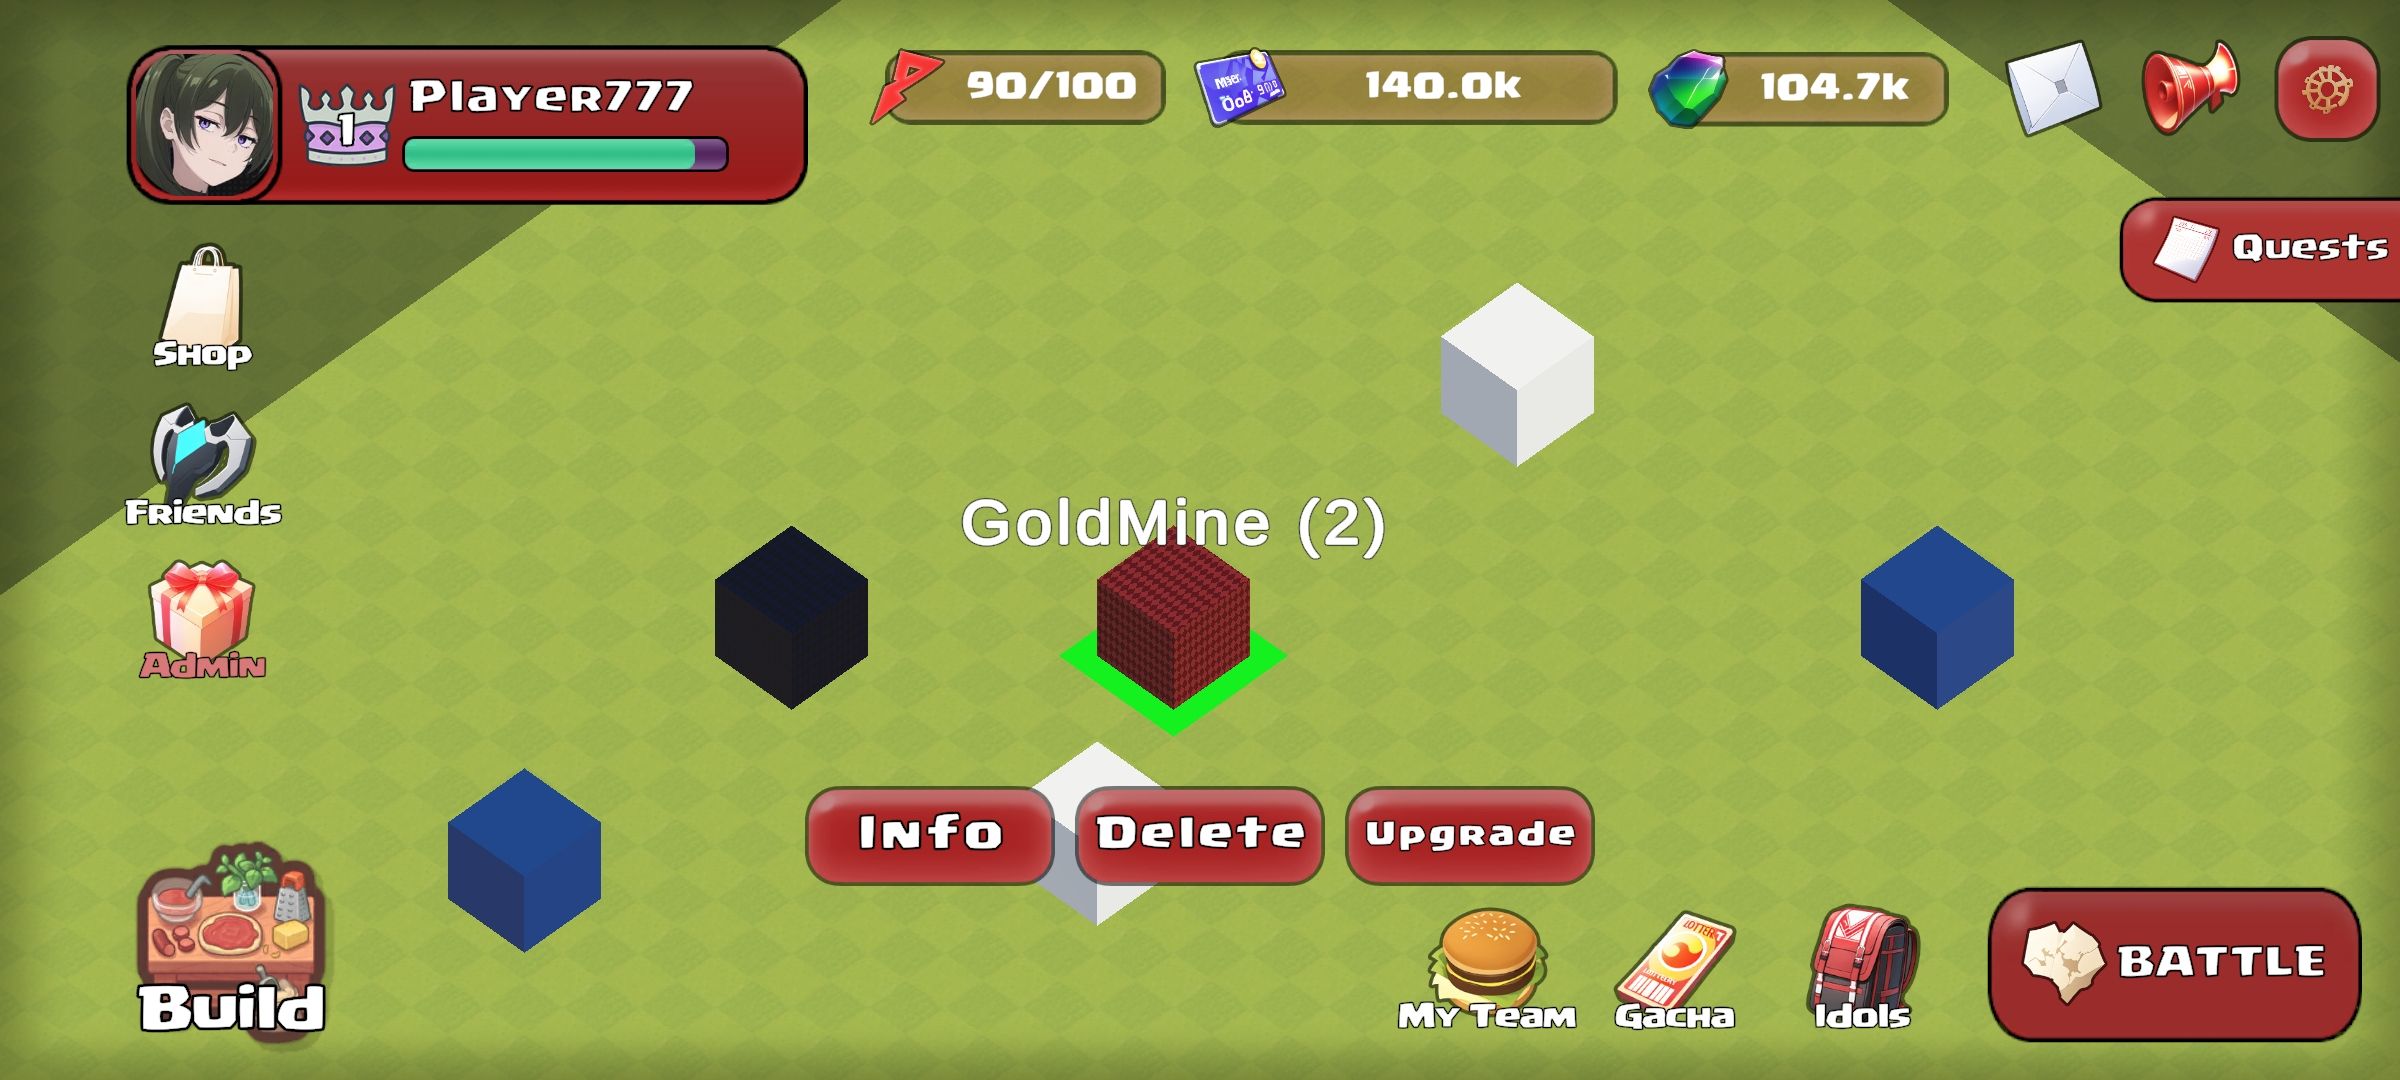 Player777
1
90/100
140.0k
104.7k
Quests
Shop
Friends
Admin
GoldMine (2)
Info
Delete
Upgrade
Build
My Team
Gacha
Idols
BATTLE